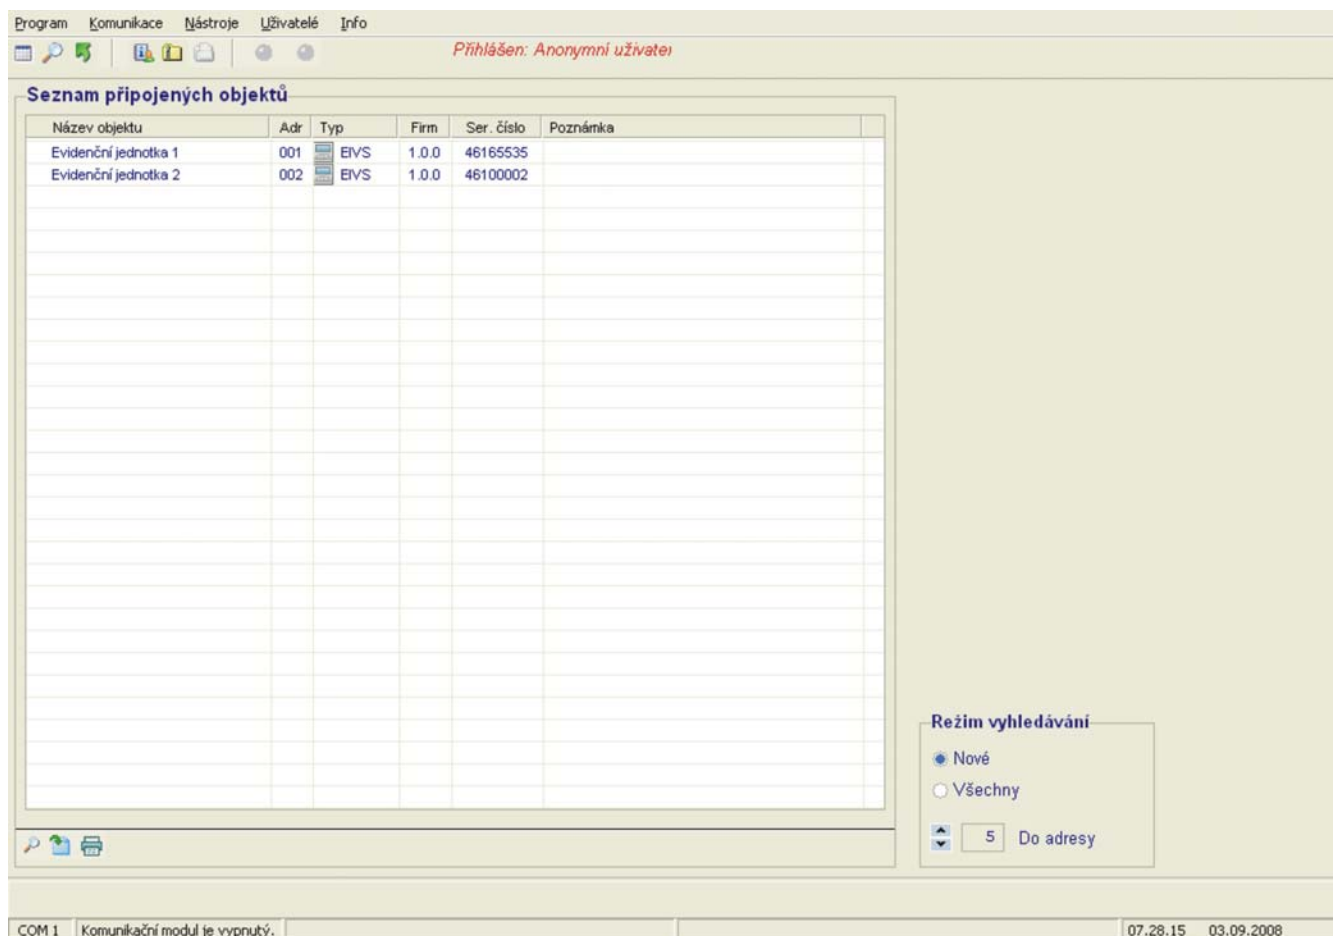 Program Komunikace Nástroje Uživatelé Info
Přihlášen: Anonymní uživatel
Seznam připojených objektů
Název objektu Adr Typ Firm Ser. číslo Poznámka
Evidenční jednotka 1 001 EIVS 1.0.0 46165535
Evidenční jednotka 2 002 EIVS 1.0.0 46100002
Režim vyhledávání
Nové
Všechny
5 Do adresy
COM 1 Komunikační modul je vypnutý. 07.28.15 03.09.2008